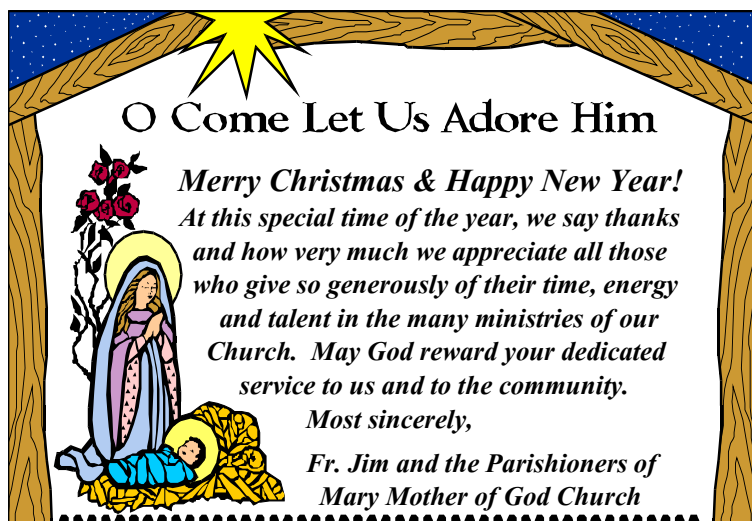 O Come Let Us Adore Him
Merry Christmas & Happy New Year!
At this special time of the year, we say thanks
and how very much we appreciate all those
who give so generously of their time, energy
and talent in the many ministries of our
Church.  May God reward your dedicated
service to us and to the community.
Most sincerely,
Fr. Jim and the Parishioners of
Mary Mother of God Church